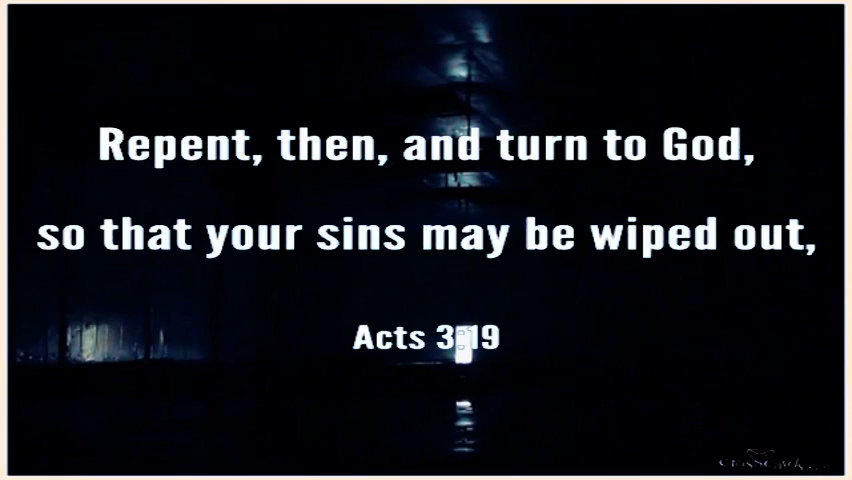 Repent, then, and turn to God,
so that your sins may be wiped out,
Acts 3:19